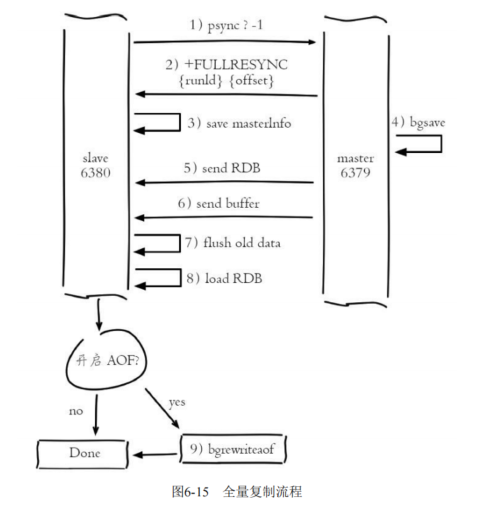 1) psync ? -1
2) +FULLRESYNC
{runId} {offset}
3) save masterInfo
4) bgsave
slave
6380
master
6379
5) send RDB
6) send buffer
7) flush old data
8) load RDB
开启 AOF?
no
yes
Done
9) bgrewriteaof
图6-15 全量复制流程